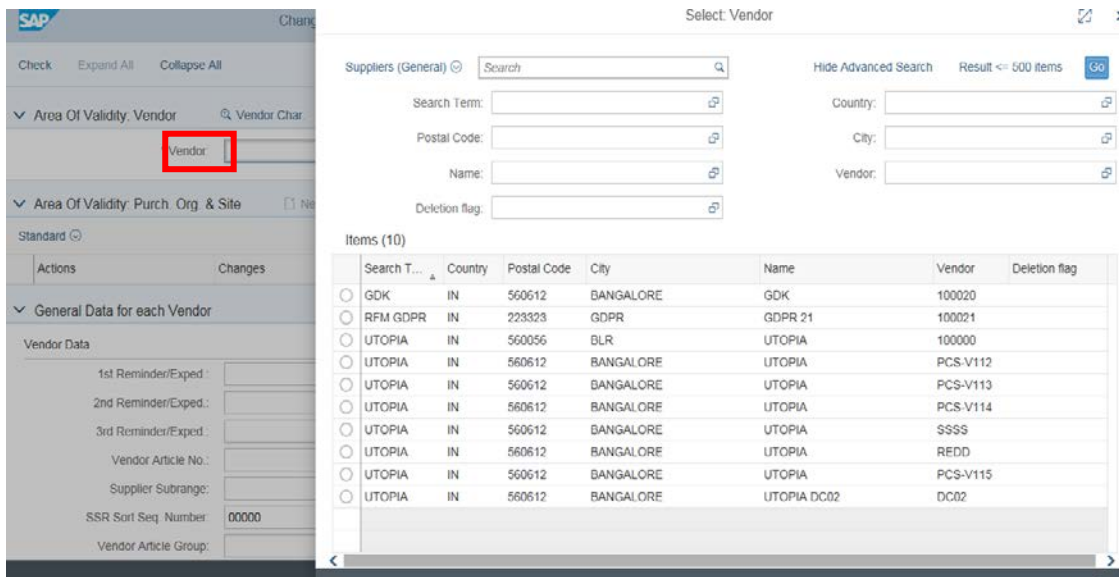 SAP
Chang
Check Expand All Collapse All
Area Of Validity: Vendor Vendor Char.
Vendor:
Area Of Validity: Purch. Org. & Site Ne
Standard
Actions Changes
General Data for each Vendor
Vendor Data
1st Reminder/Exped.:
2nd Reminder/Exped.:
3rd Reminder/Exped.:
Vendor Article No.:
Supplier Subrange:
SSR Sort Seq. Number: 00000
Vendor Article Group:
Select: Vendor
Suppliers (General) Search Hide Advanced Search Result <= 500 items Go
Search Term: Country:
Postal Code: City:
Name: Vendor:
Deletion flag:
Items (10)
Search T... Country Postal Code City Name Vendor Deletion flag
GDK IN 560612 BANGALORE GDK 100020
RFM GDPR IN 223323 GDPR GDPR 21 100021
UTOPIA IN 560056 BLR UTOPIA 100000
UTOPIA IN 560612 BANGALORE UTOPIA PCS-V112
UTOPIA IN 560612 BANGALORE UTOPIA PCS-V113
UTOPIA IN 560612 BANGALORE UTOPIA PCS-V114
UTOPIA IN 560612 BANGALORE UTOPIA SSSS
UTOPIA IN 560612 BANGALORE UTOPIA REDD
UTOPIA IN 560612 BANGALORE UTOPIA PCS-V115
UTOPIA IN 560612 BANGALORE UTOPIA DC02 DC02